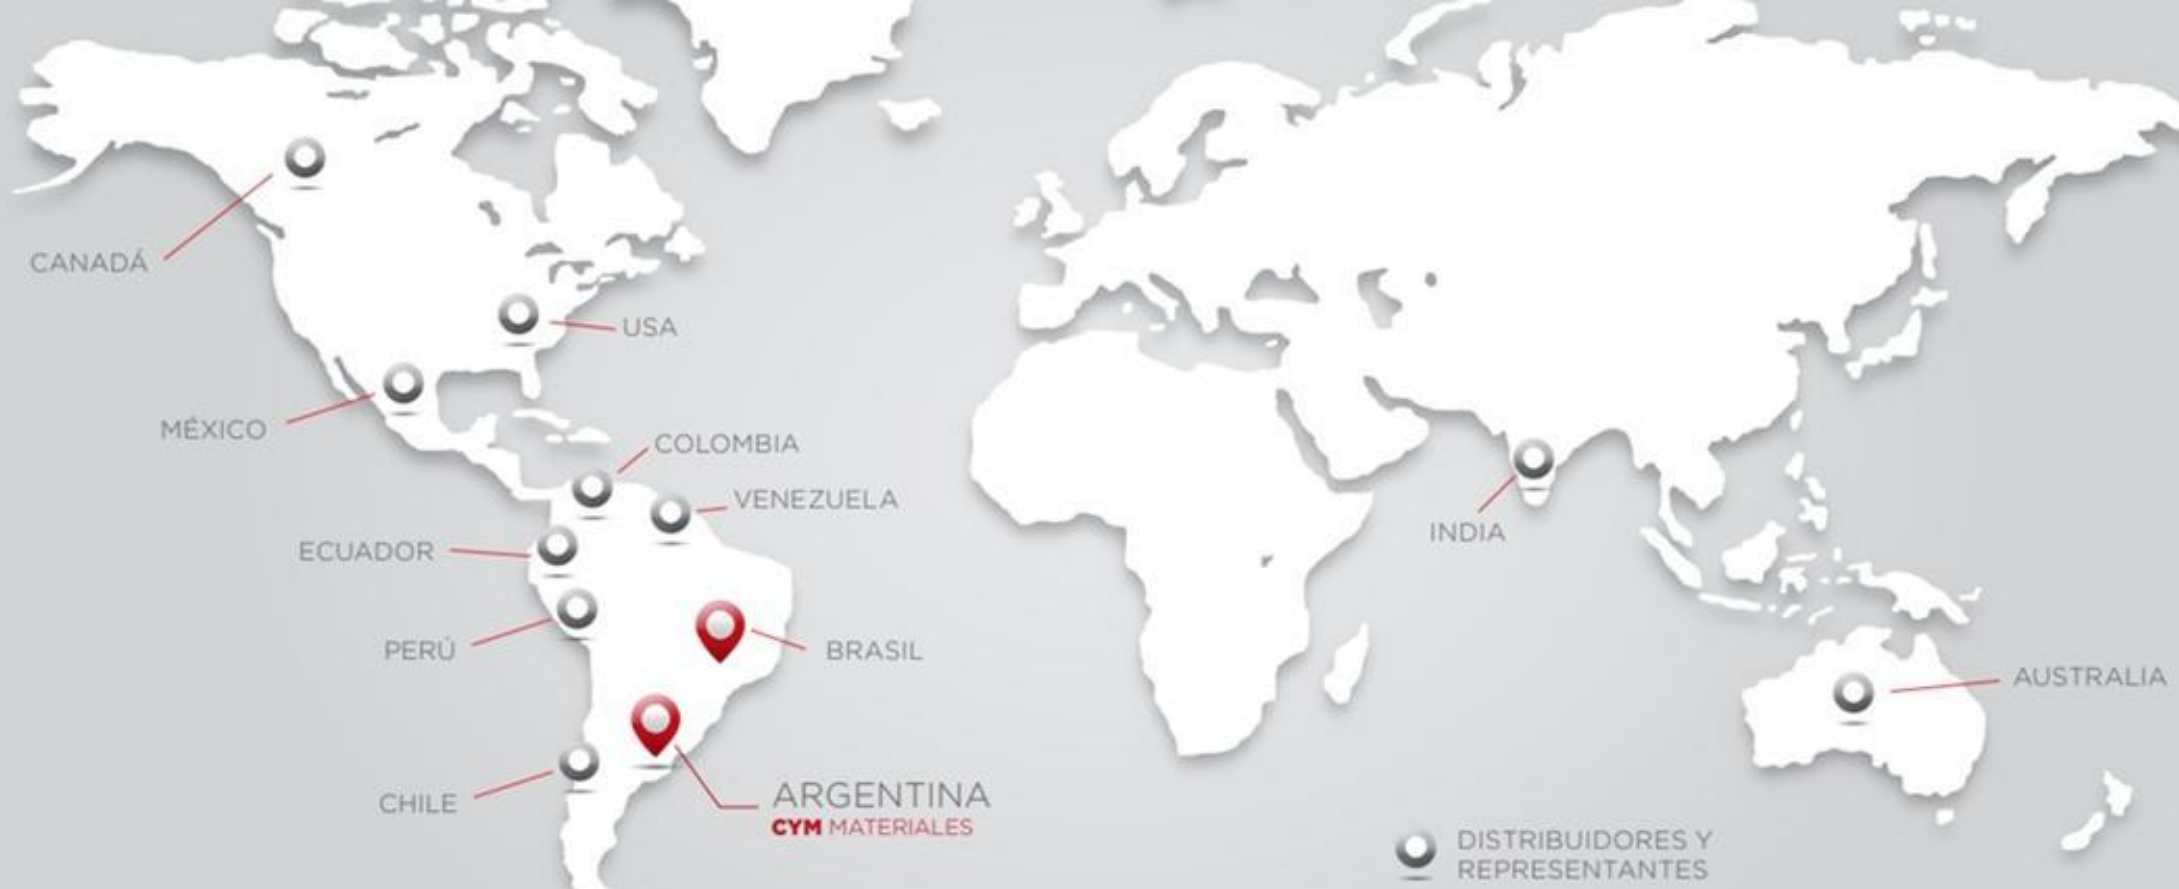 CANADÁ
USA
MÉXICO
COLOMBIA
VENEZUELA
ECUADOR
INDIA
PERÚ
BRASIL
AUSTRALIA
CHILE
ARGENTINA
CYM MATERIALES
DISTRIBUIDORES Y
REPRESENTANTES